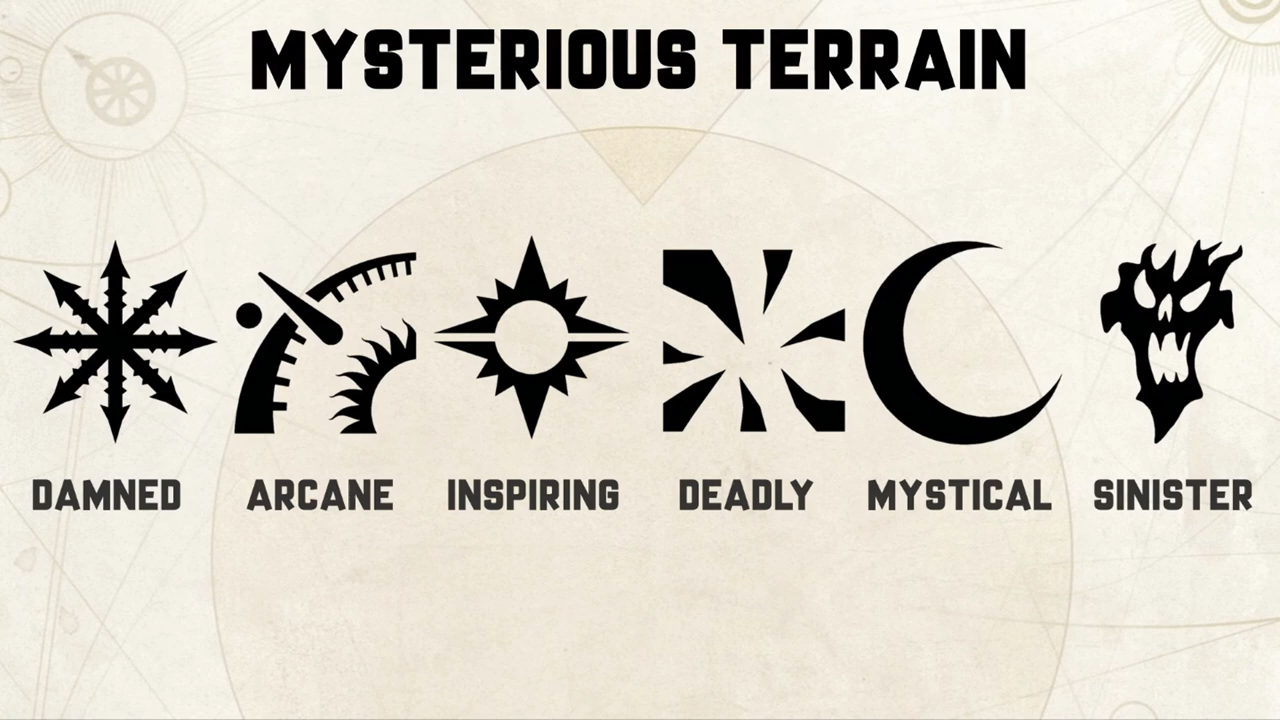 MYSTERIOUS TERRAIN
DAMNED ARCANE INSPIRING DEADLY MYSTICAL SINISTER